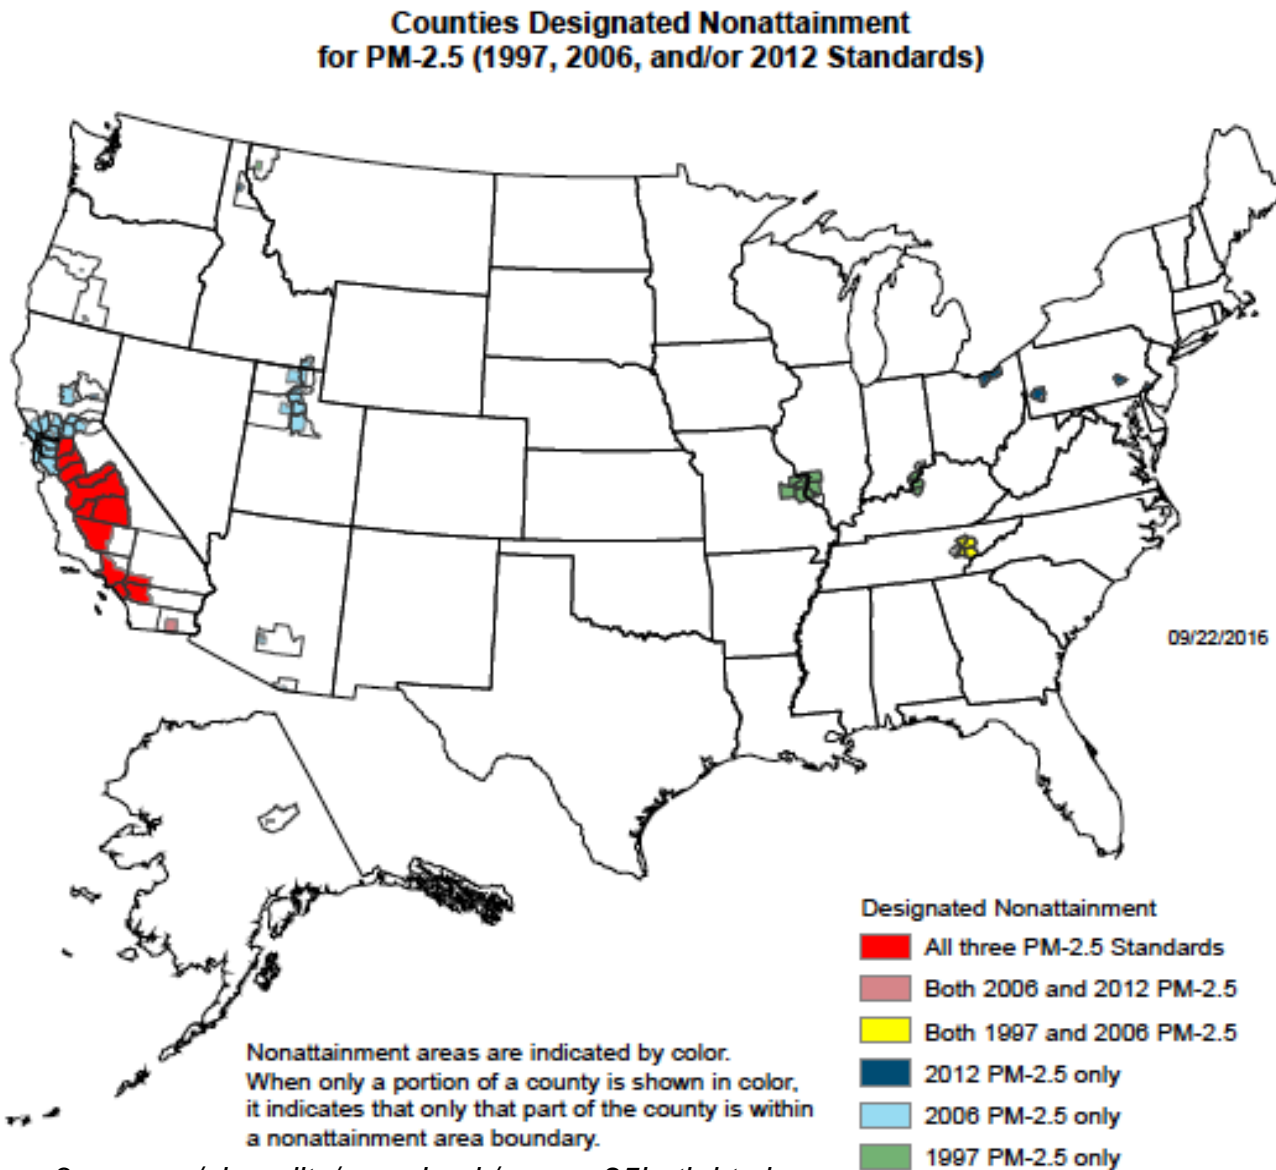 Counties Designated Nonattainment
for PM-2.5 (1997, 2006, and/or 2012 Standards)
09/22/2016
Designated Nonattainment
All three PM-2.5 Standards
Both 2006 and 2012 PM-2.5
Both 1997 and 2006 PM-2.5
2012 PM-2.5 only
2006 PM-2.5 only
1997 PM-2.5 only
Nonattainment areas are indicated by color.
When only a portion of a county is shown in color,
it indicates that only that part of the county is within
a nonattainment area boundary.